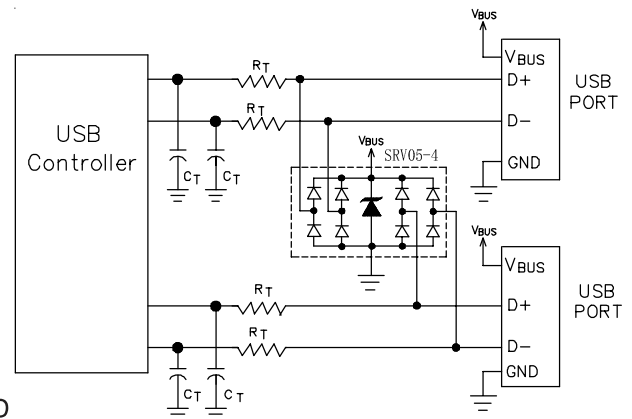 VBUS
VBUS
RT
D+
USB
PORT
RT
D-
USB
Controller
VBUS
SRV05-4
GND
CT
CT
VBUS
VBUS
RT
D+
USB
PORT
RT
D-
GND
CT
CT